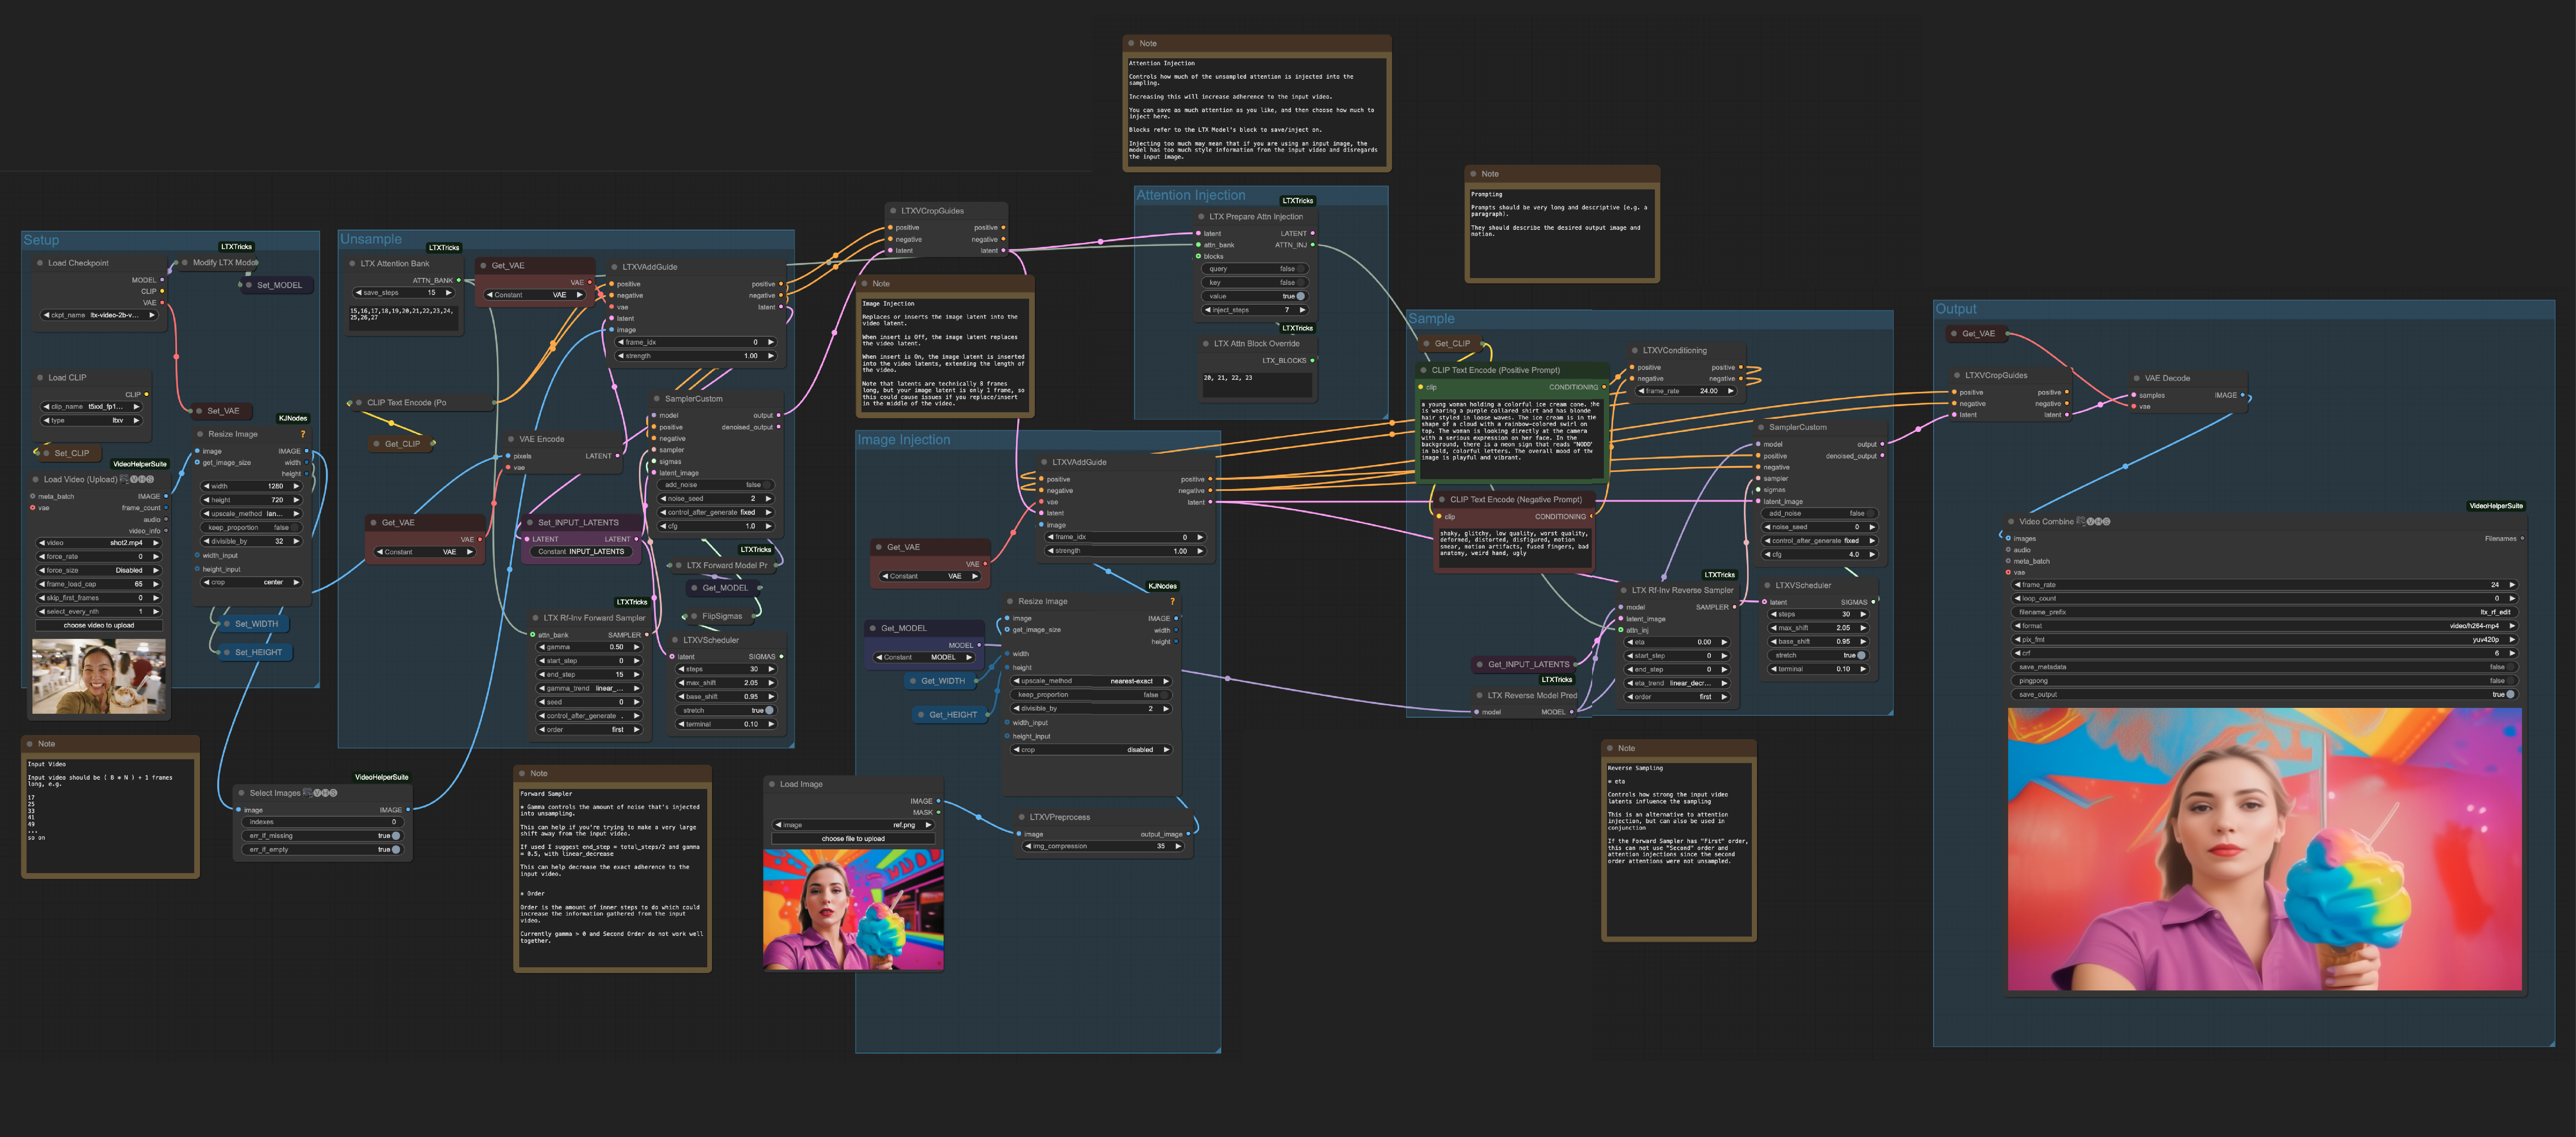 Note
Attention Injection
Controls how much of the unsampled attention is injected into the
sampling.
Increasing this will increase adherence to the input video.
You can save as much attention as you like, and then choose how much to
inject here.
Blocks refer to the LTX Model's block to save/inject on.
Injecting too much may mean that if you are using an input image, the
model has too much style information from the input video and disregards
the input image.
Note
Prompting
Prompts should be very long and descriptive (e.g. a
paragraph).
They should describe the desired output image and
motion.
Setup
LTXTricks
Load Checkpoint
MODEL
CLIP
VAE
ckpt_name ltx-video-2b-v...
Modify LTX Mode
Set_MODEL
Load CLIP
CLIP
clip_name t5xxl_fp1...
type ltxv
Set_VAE
Set_CLIP
KJNodes
Resize Image ?
image IMAGE
get_image_size width
height
width 1280
height 720
upscale_method lan...
keep_proportion false
divisible_by 32
width_input
height_input
crop center
Set_WIDTH
Set_HEIGHT
VideoHelperSuite
Load Video (Upload)
meta_batch IMAGE
vae frame_count
audio
video_info
video shot2.mp4
force_rate 0
force_size Disabled
frame_load_cap 65
skip_first_frames 0
select_every_nth 1
choose video to upload
Note
Input Video
Input video should be ( 8 * N ) + 1 frames
long, e.g.
17
25
33
41
49
...
so on
VideoHelperSuite
Select Images
image IMAGE
indexes 0
err_if_missing true
err_if_empty true
Unsample
LTXTricks
LTX Attention Bank
ATTN_BANK
save_steps 15
15,16,17,18,19,20,21,22,23,24,
25,26,27
Get_VAE
VAE
Constant VAE
LTXVAddGuide
positive positive
negative negative
vae latent
latent
image
frame_idx 0
strength 1.00
CLIP Text Encode (Po
Get_CLIP
VAE Encode
pixels LATENT
vae
Get_VAE
VAE
Constant VAE
Set_INPUT_LATENTS
LATENT LATENT
Constant INPUT_LATENTS
SamplerCustom
model output
positive denoised_output
negative
sampler
sigmas
latent_image
add_noise false
noise_seed 2
control_after_generate fixed
cfg 1.0
LTXTricks
LTX Forward Model Pr
Get_MODEL
FlipSigmas
LTXTricks
LTX Rf-Inv Forward Sampler
attn_bank SAMPLER
gamma 0.50
start_step 0
end_step 15
gamma_trend linear_...
seed 0
control_after_generate .
order first
LTXVScheduler
latent SIGMAS
steps 30
max_shift 2.05
base_shift 0.95
stretch true
terminal 0.10
Note
Forward Sampler
* Gamma controls the amount of noise that's injected
into unsampling.
This can help if you're trying to make a very large
shift away from the input video.
If used I suggest end_step = total_steps/2 and gamma
= 0.5, with linear_decrease
This can help decrease the exact adherence to the
input video.
* Order
Order is the amount of inner steps to do which could
increase the information gathered from the input
video.
Currently gamma > 0 and Second Order do not work well
together.
LTXVCropGuides
positive positive
negative negative
latent latent
Note
Image Injection
Replaces or inserts the image latent into the
video latent.
When insert is Off, the image latent replaces
the video latent.
When insert is On, the image latent is inserted
into the video latents, extending the length of
the video.
Note that latents are technically 8 frames
long, but your image latent is only 1 frame, so
this could cause issues if you replace/insert
in the middle of the video.
Attention Injection
LTXTricks
LTX Prepare Attn Injection
latent LATENT
attn_bank ATTN_INJ
blocks
query false
key false
value true
inject_steps 7
LTXTricks
LTX Attn Block Override
LTX_BLOCKS
20, 21, 22, 23
Image Injection
LTXVAddGuide
positive positive
negative negative
vae latent
latent
image
frame_idx 0
strength 1.00
Get_VAE
VAE
Constant VAE
KJNodes
Resize Image ?
image IMAGE
get_image_size width
height
width
height
upscale_method nearest-exact
keep_proportion false
divisible_by 2
width_input
height_input
crop disabled
Get_MODEL
MODEL
Constant MODEL
Get_WIDTH
Get_HEIGHT
Load Image
IMAGE
MASK
image ref.png
choose file to upload
LTXVPreprocess
image output_image
img_compression 35
Sample
Get_CLIP
CLIP Text Encode (Positive Prompt)
clip CONDITIONING
a young woman holding a colorful ice cream cone. She
is wearing a purple collared shirt and has blonde
hair styled in loose waves. The ice cream is in the
shape of a cloud with a rainbow-colored swirl on
top. The woman is looking directly at the camera
with a serious expression on her face. In the
background, there is a neon sign that reads "NODO"
in bold, colorful letters. The overall mood of the
image is playful and vibrant.
CLIP Text Encode (Negative Prompt)
clip CONDITIONING
shaky, glitchy, low quality, worst quality,
deformed, distorted, disfigured, motion
smear, motion artifacts, fused fingers, bad
anatomy, weird hand, ugly
LTXVConditioning
positive positive
negative negative
frame_rate 24.00
SamplerCustom
model output
positive denoised_output
negative
sampler
sigmas
latent_image
add_noise false
noise_seed 0
control_after_generate fixed
cfg 4.0
LTXTricks
LTX Rf-Inv Reverse Sampler
model SAMPLER
latent_image
attn_inj
eta 0.00
start_step 0
end_step 0
eta_trend linear_decr...
order first
LTXVScheduler
latent SIGMAS
steps 30
max_shift 2.05
base_shift 0.95
stretch true
terminal 0.10
Get_INPUT_LATENTS
LTXTricks
LTX Reverse Model Pred
model MODEL
Note
Reverse Sampling
* eta
Controls how strong the input video
latents influence the sampling
This is an alternative to attention
injection, but can also be used in
conjunction
If the Forward Sampler has "First" order,
this can not use "Second" order and
attention injections since the second
order attentions were not unsampled.
Output
Get_VAE
LTXVCropGuides
positive positive
negative negative
latent latent
VAE Decode
samples IMAGE
vae
VideoHelperSuite
Video Combine
images Filenames
audio
meta_batch
vae
frame_rate 24
loop_count 0
filename_prefix ltx_rf_edit
format video/h264-mp4
pix_fmt yuv420p
crf 6
save_metadata false
pingpong false
save_output true